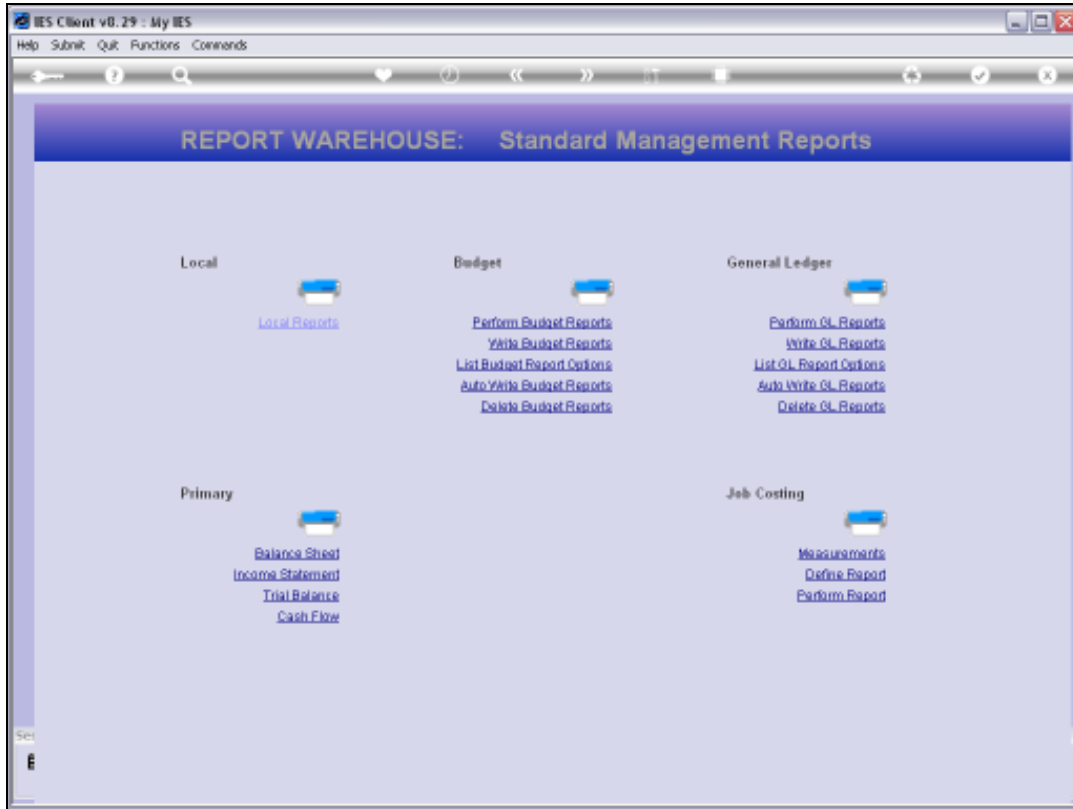 IES Client v8.29 : My IES
Help Submit Quit Functions Commands
REPORT WAREHOUSE: Standard Management Reports
Local
Local Reports
Budget
Perform Budget Reports
Write Budget Reports
List Budget Report Options
Auto Write Budget Reports
Delete Budget Reports
General Ledger
Perform GL Reports
Write GL Reports
List GL Report Options
Auto Write GL Reports
Delete GL Reports
Primary
Balance Sheet
Income Statement
Trial Balance
Cash Flow
Job Costing
Measurements
Define Report
Perform Report